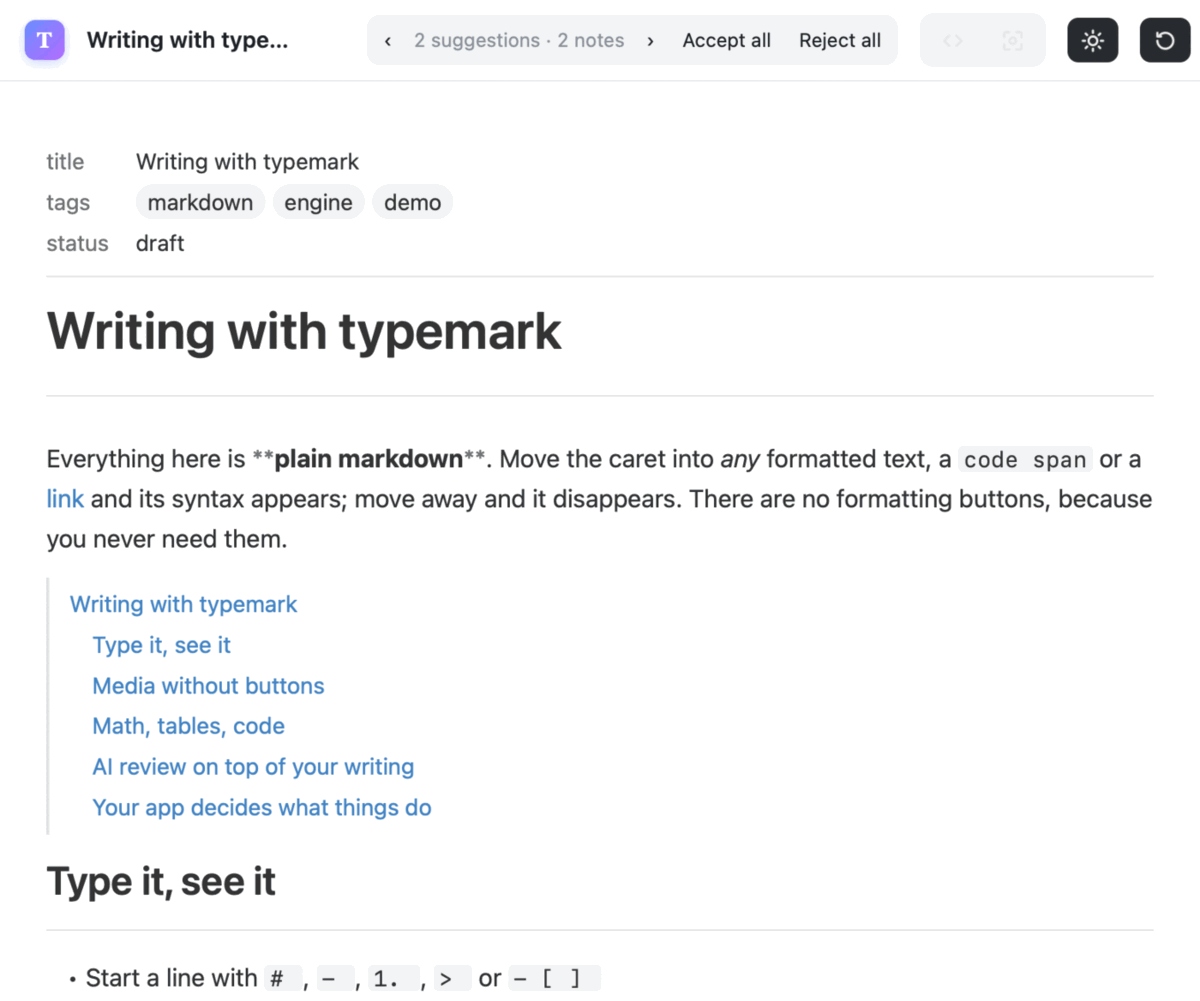 T Writing with type... ‹ 2 suggestions · 2 notes › Accept all Reject all
title Writing with typemark
tags markdown engine demo
status draft
Writing with typemark
Everything here is **plain markdown**. Move the caret into any formatted text, a code span or a
link and its syntax appears; move away and it disappears. There are no formatting buttons, because
you never need them.
Writing with typemark
Type it, see it
Media without buttons
Math, tables, code
AI review on top of your writing
Your app decides what things do
Type it, see it
• Start a line with # , – , 1. , > or – [ ]